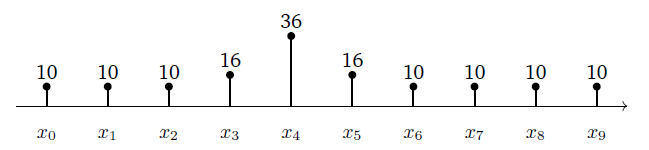 36
16 16
10 10 10 10 10 10 10
x₀ x₁ x₂ x₃ x₄ x₅ x₆ x₇ x₈ x₉